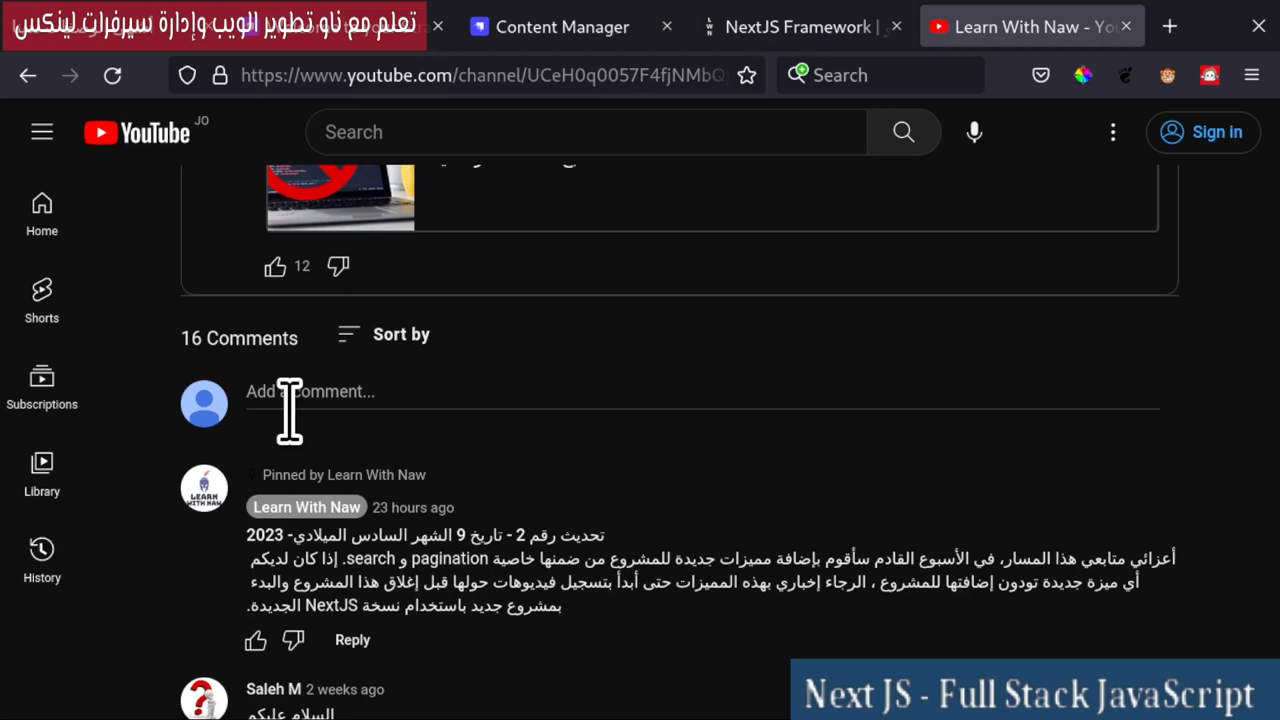 تعلم مع ناو تطوير الويب وإدارة سيرفرات لينكس
Content Manager
NextJS Framework |
Learn With Naw - Yo
https://www.youtube.com/channel/UCeH0q0057F4fjNMbQ
Search
YouTube JO
Search
Sign in
Home
Shorts
Subscriptions
Library
History
12
16 Comments
Sort by
Add a comment...
Pinned by Learn With Naw
LEARN WITH NAW
Learn With Naw 23 hours ago
تحديث رقم 2 - تاريخ 9 الشهر السادس الميلادي- 2023
أعزائي متابعي هذا المسار، في الأسبوع القادم سأقوم بإضافة مميزات جديدة للمشروع من ضمنها خاصية pagination و search. إذا كان لديكم
أي ميزة جديدة تودون إضافتها للمشروع ، الرجاء إخباري بهذه المميزات حتى أبدأ بتسجيل فيديوهات حولها قبل إغلاق هذا المشروع والبدء
بمشروع جديد باستخدام نسخة NextJS الجديدة.
Reply
Saleh M 2 weeks ago
السلام عليكم
Next JS - Full Stack JavaScript